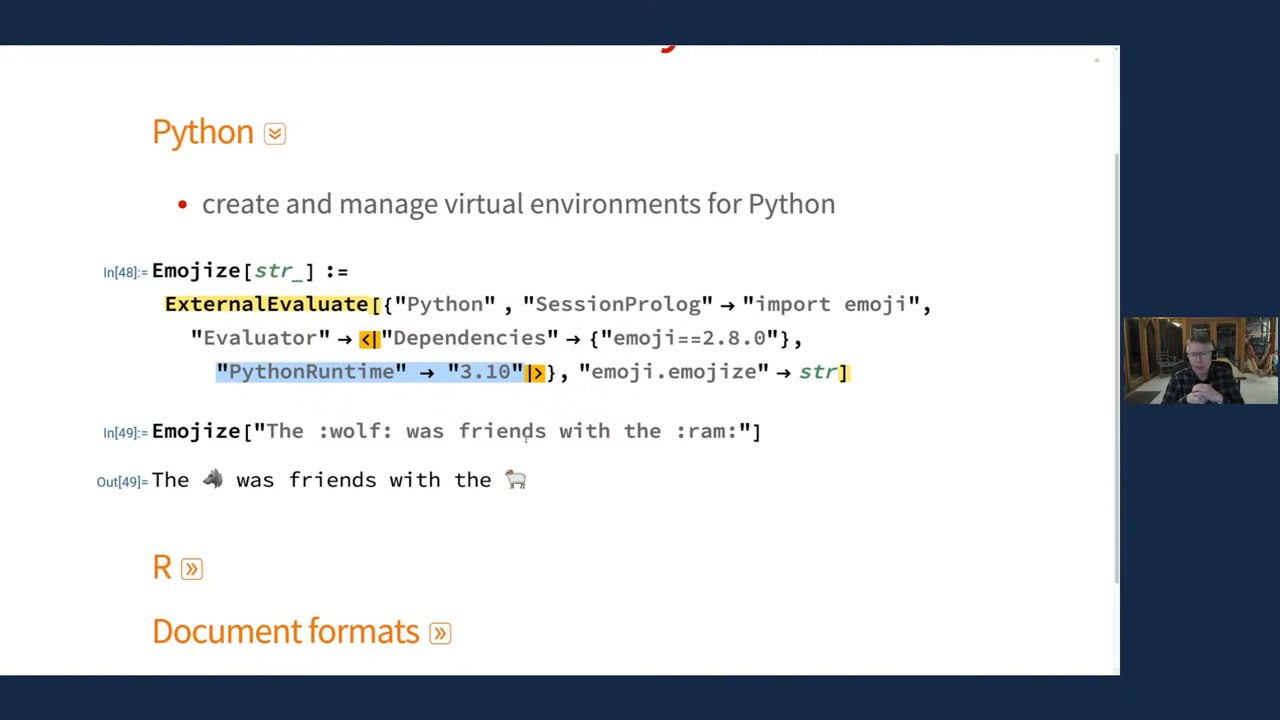 Python
• create and manage virtual environments for Python
In[48]:= Emojize[str_] :=
ExternalEvaluate[{"Python" , "SessionProlog" → "import emoji",
"Evaluator" → <|"Dependencies" → {"emoji==2.8.0"},
"PythonRuntime" → "3.10"|>}, "emoji.emojize" → str]
In[49]:= Emojize["The :wolf: was friends with the :ram:"]
Out[49]= The 🐺 was friends with the 🐏
R
Document formats